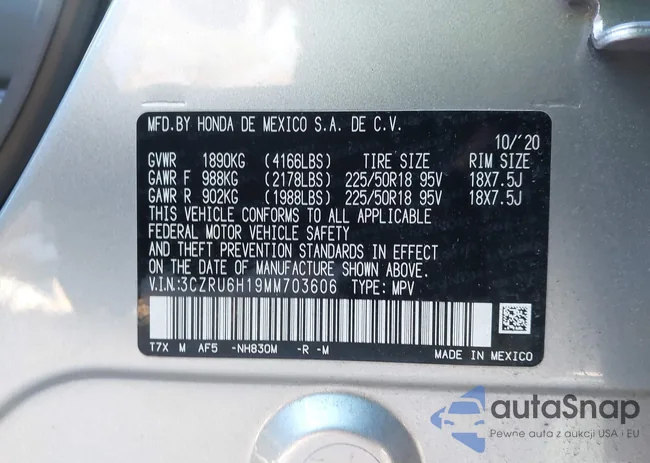 MFD.BY HONDA DE MEXICO S.A. DE C.V.
10/'20
GVWR 1890KG (4166LBS) TIRE SIZE RIM SIZE
GAWR F 988KG (2178LBS) 225/50R18 95V 18X7.5J
GAWR R 902KG (1988LBS) 225/50R18 95V 18X7.5J
THIS VEHICLE CONFORMS TO ALL APPLICABLE
FEDERAL MOTOR VEHICLE SAFETY
AND THEFT PREVENTION STANDARDS IN EFFECT
ON THE DATE OF MANUFACTURE SHOWN ABOVE.
V.I.N.:3CZRU6H19MM703606 TYPE: MPV
T7X M AF5 -NH830M -R -M
MADE IN MEXICO
autoSnap
Pewne auta z aukcji USA i EU